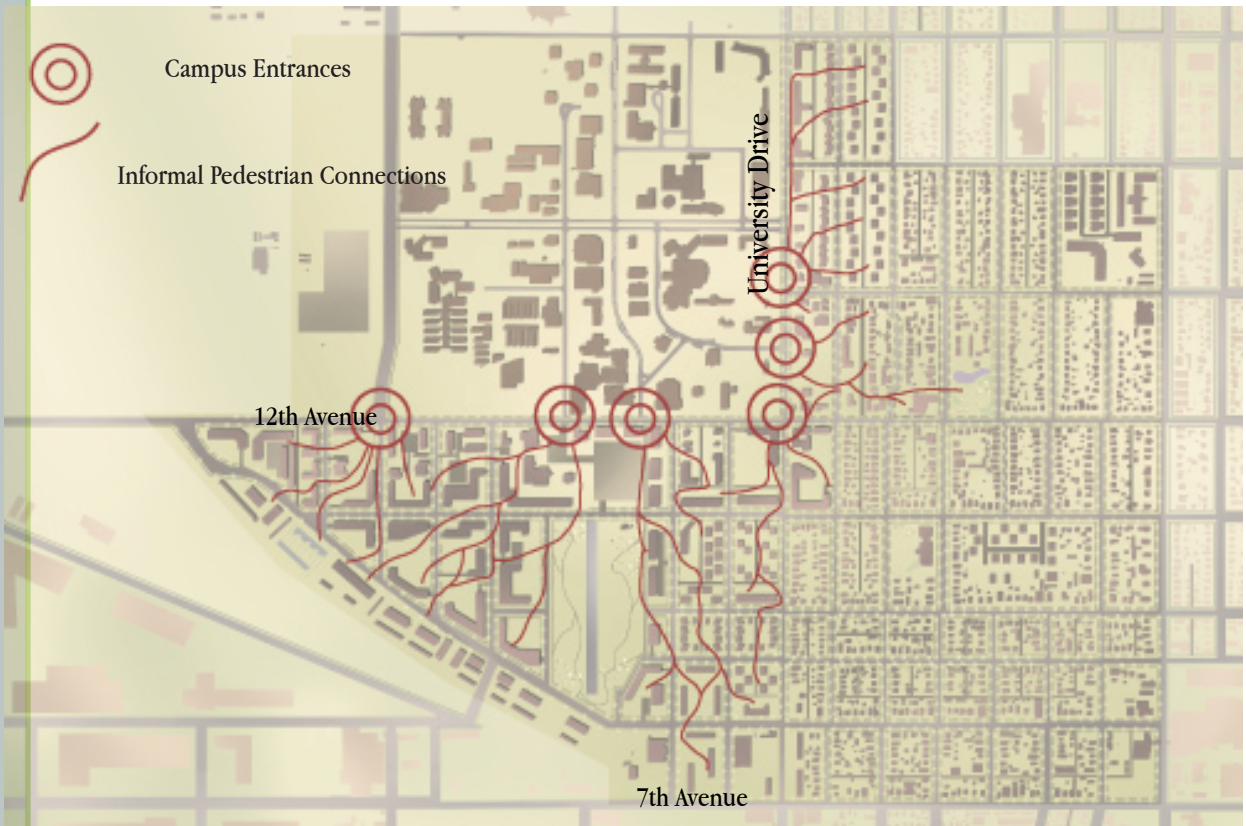 Campus Entrances
Informal Pedestrian Connections
University Drive
12th Avenue
7th Avenue